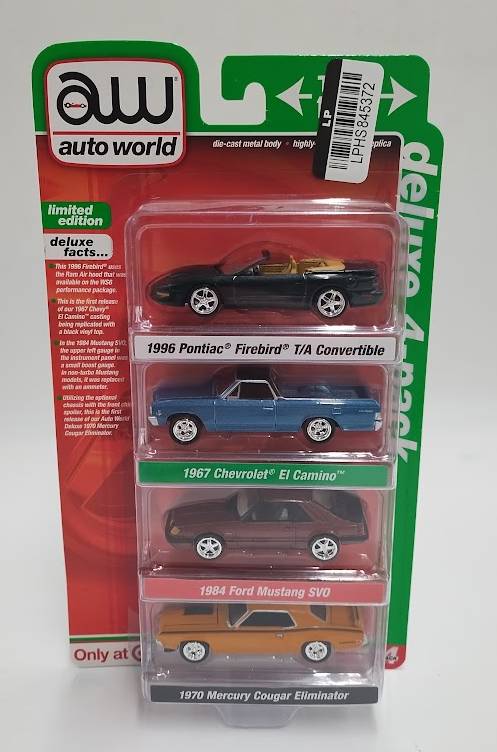 aw
auto world
LP
LPHS845372
die-cast metal body • highly
replica
limited
edition
deluxe
facts...
• This 1996 Firebird® uses
the Ram Air hood that was
available on the WS6
performance package.
• This is the first release
of our 1967 Chevy®
El Camino™ casting
being replicated with
a black vinyl top.
• In the 1984 Mustang SVO,
the upper left gauge in
the instrument panel was
a small boost gauge.
In non-turbo Mustang
models, it was replaced
with an ammeter.
• Utilizing the optional
chassis with the front chin
spoiler, this is the first
release of our Auto World
Deluxe 1970 Mercury
Cougar Eliminator.
deluxe 4-pack
1996 Pontiac® Firebird® T/A Convertible
1967 Chevrolet® El Camino™
1984 Ford Mustang SVO
1970 Mercury Cougar Eliminator
Only at
4